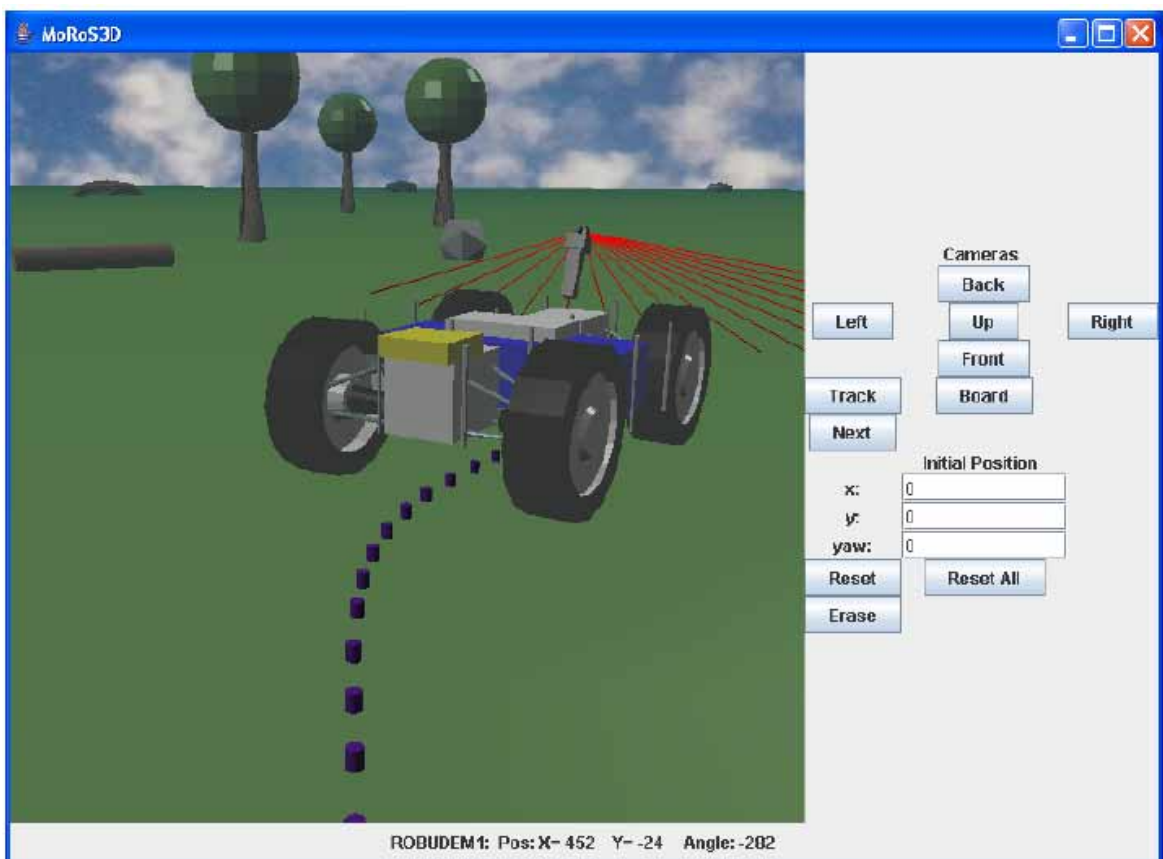 MoRoS3D
Cameras
Back
Left Up Right
Front
Track Board
Next
Initial Position
x: 0
y: 0
yaw: 0
Reset Reset All
Erase
ROBUDEM1: Pos: X= 452 Y= -24 Angle: -282